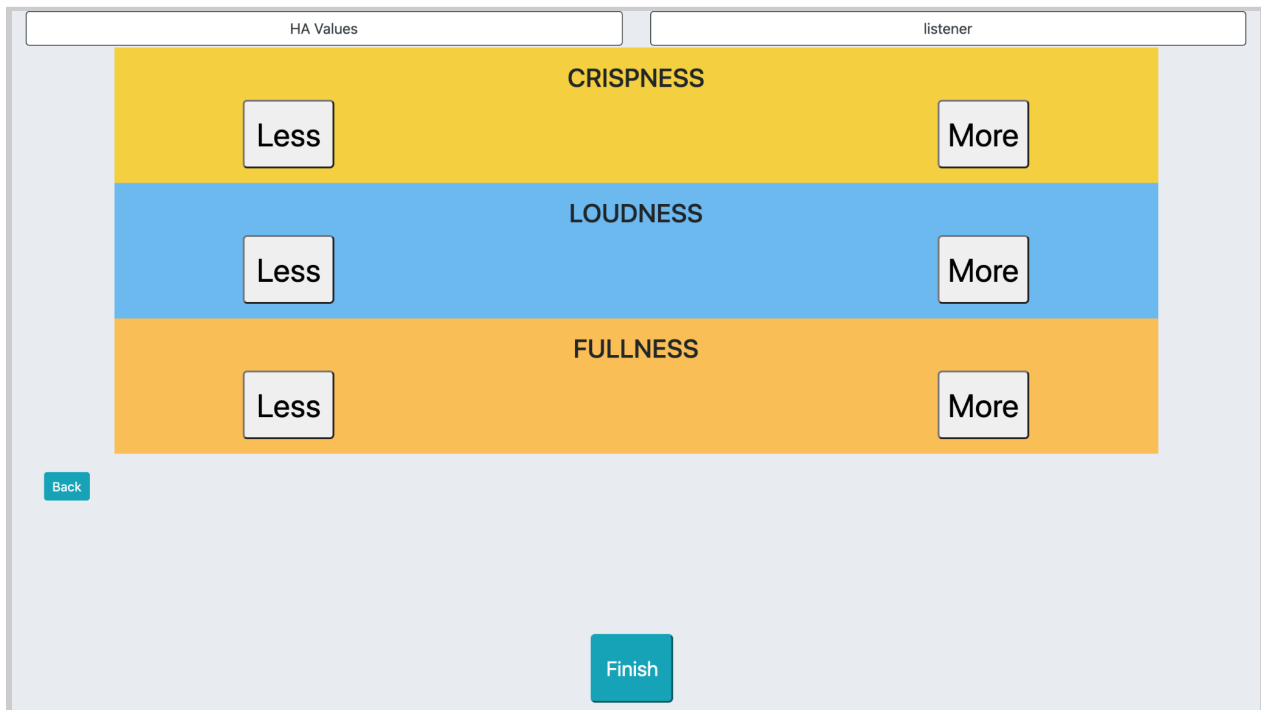 HA Values
listener
CRISPNESS
Less
More
LOUDNESS
Less
More
FULLNESS
Less
More
Back
Finish